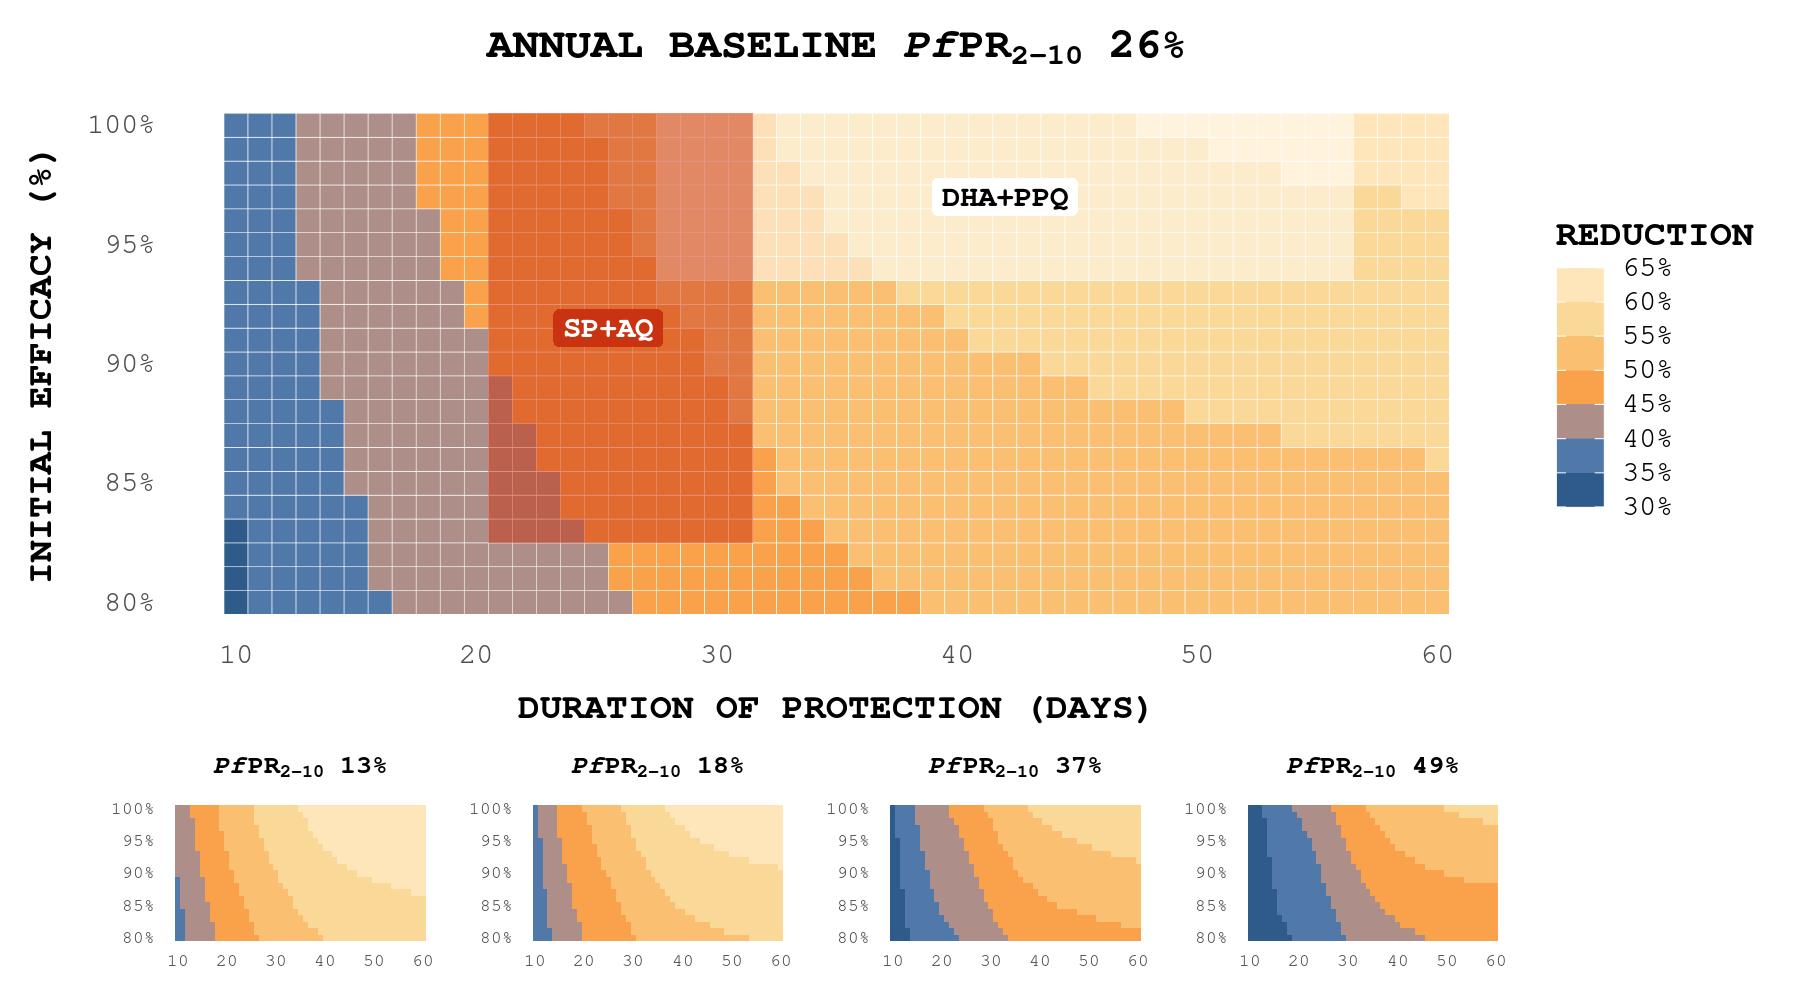 ANNUAL BASELINE PfPR2-10 26%
INITIAL EFFICACY (%)
100%
95%
90%
85%
80%
DHA+PPQ
SP+AQ
10 20 30 40 50 60
DURATION OF PROTECTION (DAYS)
REDUCTION
65%
60%
55%
50%
45%
40%
35%
30%
PfPR2-10 13%
100%
95%
90%
85%
80%
10 20 30 40 50 60
PfPR2-10 18%
100%
95%
90%
85%
80%
10 20 30 40 50 60
PfPR2-10 37%
100%
95%
90%
85%
80%
10 20 30 40 50 60
PfPR2-10 49%
100%
95%
90%
85%
80%
10 20 30 40 50 60